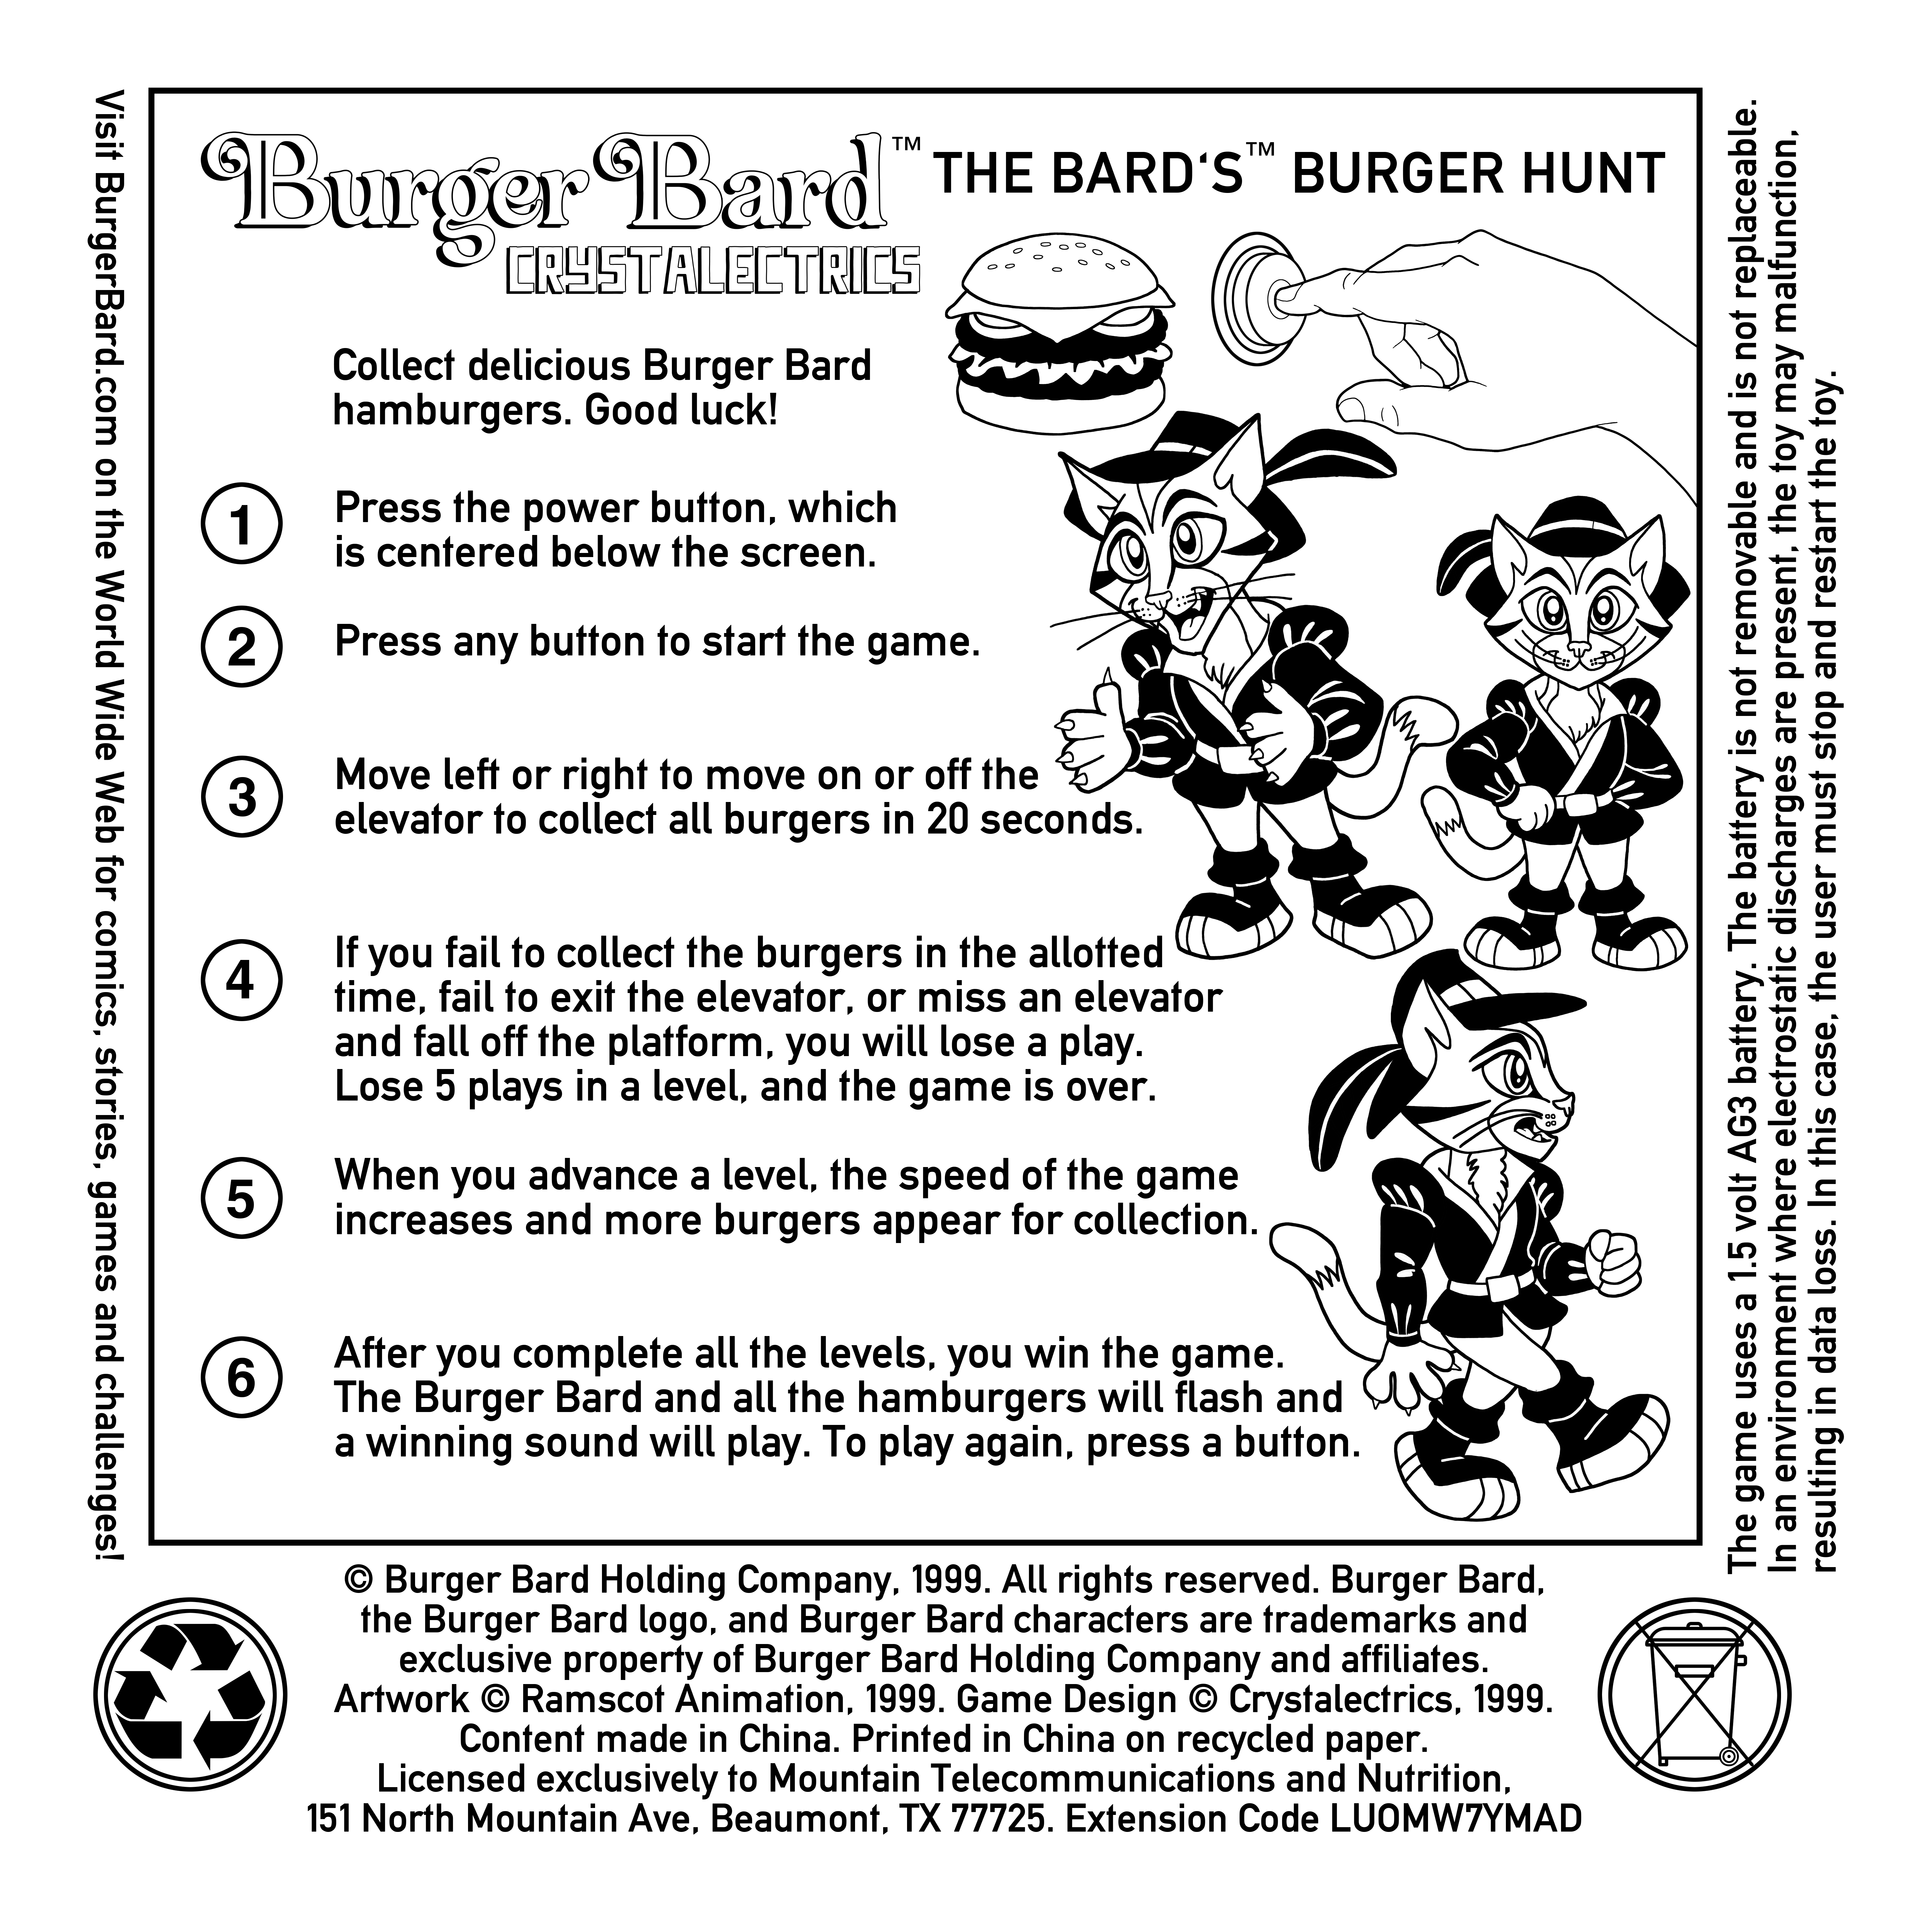 Burger Bard™
CRYSTALECTRICS
THE BARD‘S™ BURGER HUNT
Collect delicious Burger Bard
hamburgers. Good luck!
1
Press the power button, which
is centered below the screen.
2
Press any button to start the game.
3
Move left or right to move on or off the
elevator to collect all burgers in 20 seconds.
4
If you fail to collect the burgers in the allotted
time, fail to exit the elevator, or miss an elevator
and fall off the platform, you will lose a play.
Lose 5 plays in a level, and the game is over.
5
When you advance a level, the speed of the game
increases and more burgers appear for collection.
6
After you complete all the levels, you win the game.
The Burger Bard and all the hamburgers will flash and
a winning sound will play. To play again, press a button.
Visit BurgerBard.com on the World Wide Web for comics, stories, games and challenges!
The game uses a 1.5 volt AG3 battery. The battery is not removable and is not replaceable.
In an environment where electrostatic discharges are present, the toy may malfunction,
resulting in data loss. In this case, the user must stop and restart the toy.
© Burger Bard Holding Company, 1999. All rights reserved. Burger Bard,
the Burger Bard logo, and Burger Bard characters are trademarks and
exclusive property of Burger Bard Holding Company and affiliates.
Artwork © Ramscot Animation, 1999. Game Design © Crystalectrics, 1999.
Content made in China. Printed in China on recycled paper.
Licensed exclusively to Mountain Telecommunications and Nutrition,
151 North Mountain Ave, Beaumont, TX 77725. Extension Code LUOMW7YMAD